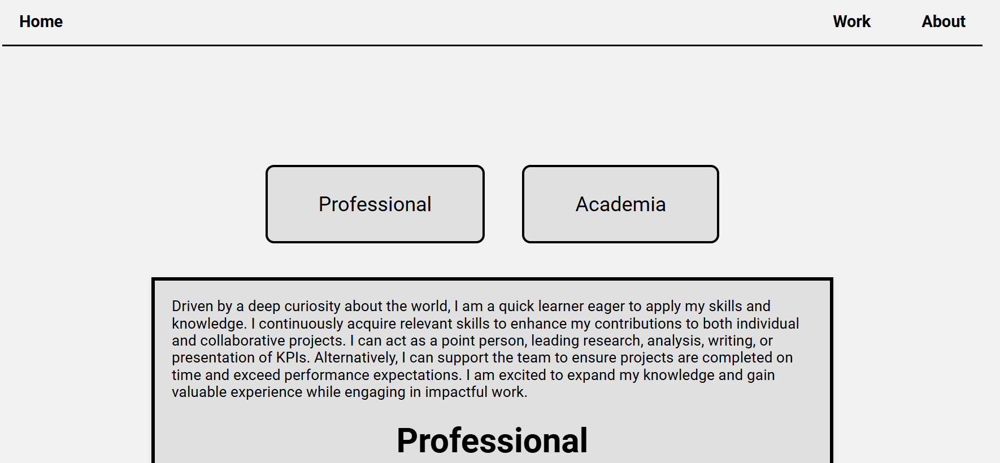 Home Work About
Professional Academia
Driven by a deep curiosity about the world, I am a quick learner eager to apply my skills and
knowledge. I continuously acquire relevant skills to enhance my contributions to both individual
and collaborative projects. I can act as a point person, leading research, analysis, writing, or
presentation of KPIs. Alternatively, I can support the team to ensure projects are completed on
time and exceed performance expectations. I am excited to expand my knowledge and gain
valuable experience while engaging in impactful work.
Professional